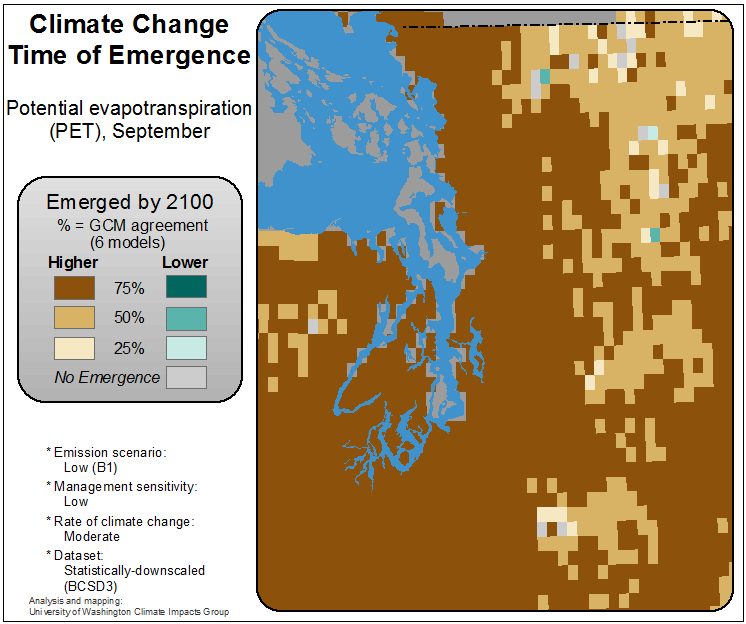 Climate Change
Time of Emergence
Potential evapotranspiration
(PET), September
Emerged by 2100
% = GCM agreement
(6 models)
Higher Lower
75%
50%
25%
No Emergence
* Emission scenario:
Low (B1)
* Management sensitivity:
Low
* Rate of climate change:
Moderate
* Dataset:
Statistically-downscaled
(BCSD3)
Analysis and mapping:
University of Washington Climate Impacts Group